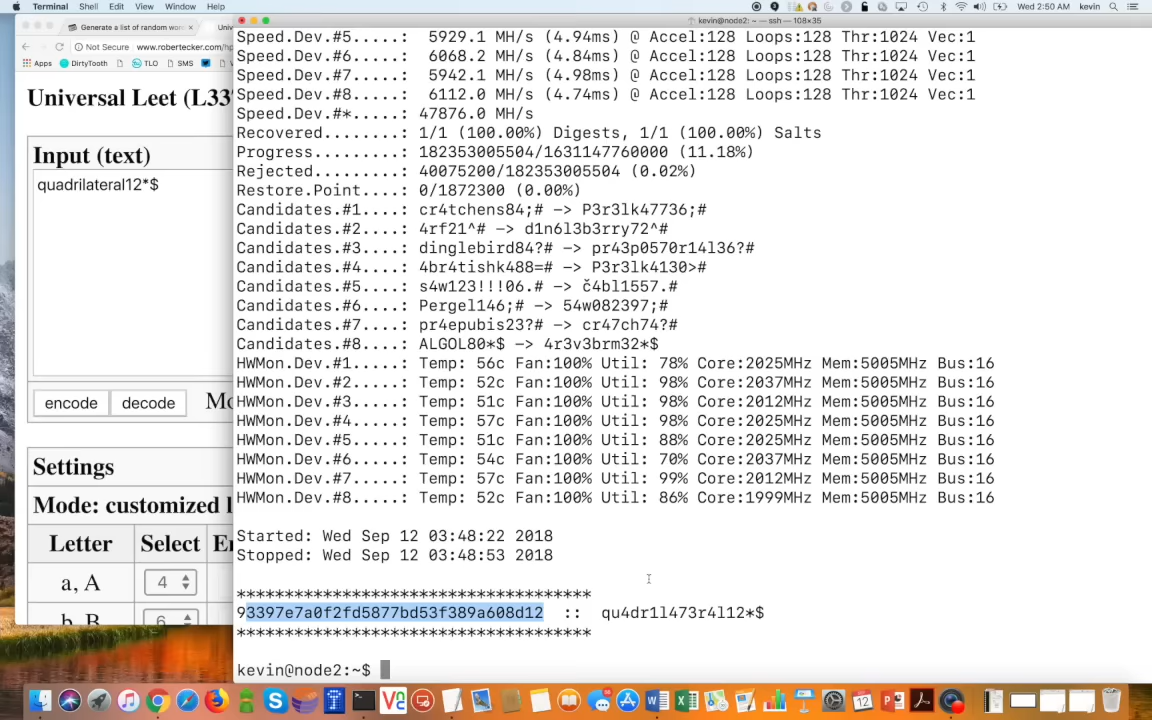 Terminal Shell Edit View Window Help
Wed 2:50 AM kevin
Generate a list of random wor
Univ
kevin@node2: ~ — ssh — 108×35
Not Secure www.robertecker.com/hp
Apps DirtyTooth TLO SMS
Universal Leet (L337
Input (text)
quadrilateral12*$
encode decode Mo
Settings
Mode: customized l
Letter Select En
a, A 4
b, B 6
Speed.Dev.#5.....: 5929.1 MH/s (4.94ms) @ Accel:128 Loops:128 Thr:1024 Vec:1
Speed.Dev.#6.....: 6068.2 MH/s (4.84ms) @ Accel:128 Loops:128 Thr:1024 Vec:1
Speed.Dev.#7.....: 5942.1 MH/s (4.98ms) @ Accel:128 Loops:128 Thr:1024 Vec:1
Speed.Dev.#8.....: 6112.0 MH/s (4.74ms) @ Accel:128 Loops:128 Thr:1024 Vec:1
Speed.Dev.#*.....: 47876.0 MH/s
Recovered........: 1/1 (100.00%) Digests, 1/1 (100.00%) Salts
Progress.........: 182353005504/1631147760000 (11.18%)
Rejected.........: 40075200/182353005504 (0.02%)
Restore.Point....: 0/1872300 (0.00%)
Candidates.#1....: cr4tchens84;# -> P3r3lk47736;#
Candidates.#2....: 4rf21^# -> d1n6l3b3rry72^#
Candidates.#3....: dinglebird84?# -> pr43p0570r14l36?#
Candidates.#4....: 4br4tishk488=# -> P3r3lk4130>#
Candidates.#5....: s4w123!!!06.# -> č4bl1557.#
Candidates.#6....: Pergel146;# -> 54w082397;#
Candidates.#7....: pr4epubis23?# -> cr47ch74?#
Candidates.#8....: ALGOL80*$ -> 4r3v3brm32*$
HWMon.Dev.#1.....: Temp: 56c Fan:100% Util: 78% Core:2025MHz Mem:5005MHz Bus:16
HWMon.Dev.#2.....: Temp: 52c Fan:100% Util: 98% Core:2037MHz Mem:5005MHz Bus:16
HWMon.Dev.#3.....: Temp: 51c Fan:100% Util: 98% Core:2012MHz Mem:5005MHz Bus:16
HWMon.Dev.#4.....: Temp: 57c Fan:100% Util: 98% Core:2025MHz Mem:5005MHz Bus:16
HWMon.Dev.#5.....: Temp: 51c Fan:100% Util: 88% Core:2025MHz Mem:5005MHz Bus:16
HWMon.Dev.#6.....: Temp: 54c Fan:100% Util: 70% Core:2037MHz Mem:5005MHz Bus:16
HWMon.Dev.#7.....: Temp: 57c Fan:100% Util: 99% Core:2012MHz Mem:5005MHz Bus:16
HWMon.Dev.#8.....: Temp: 52c Fan:100% Util: 86% Core:1999MHz Mem:5005MHz Bus:16
Started: Wed Sep 12 03:48:22 2018
Stopped: Wed Sep 12 03:48:53 2018
*************************************
93397e7a0f2fd5877bd53f389a608d12 :: qu4dr1l473r4l12*$
*************************************
kevin@node2:~$